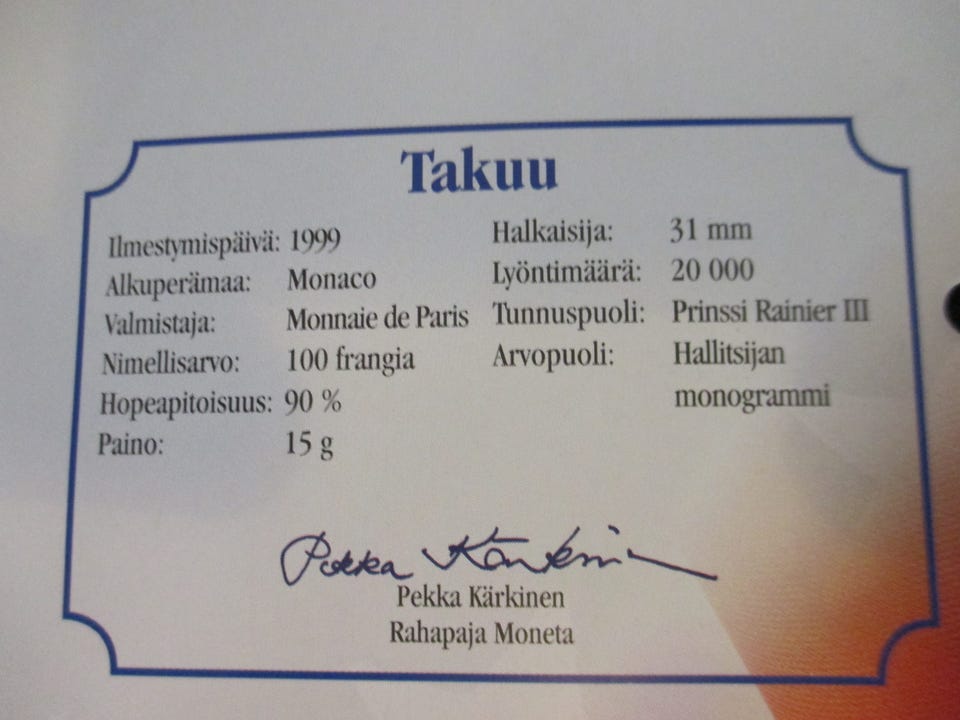 Takuu
Ilmestymispäivä: 1999
Alkuperämaa: Monaco
Valmistaja: Monnaie de Paris
Nimellisarvo: 100 frangia
Hopeapitoisuus: 90 %
Paino: 15 g
Halkaisija: 31 mm
Lyöntimäärä: 20 000
Tunnuspuoli: Prinssi Rainier III
Arvopuoli: Hallitsijan
monogrammi
Pekka Kärkinen
Pekka Kärkinen
Rahapaja Moneta